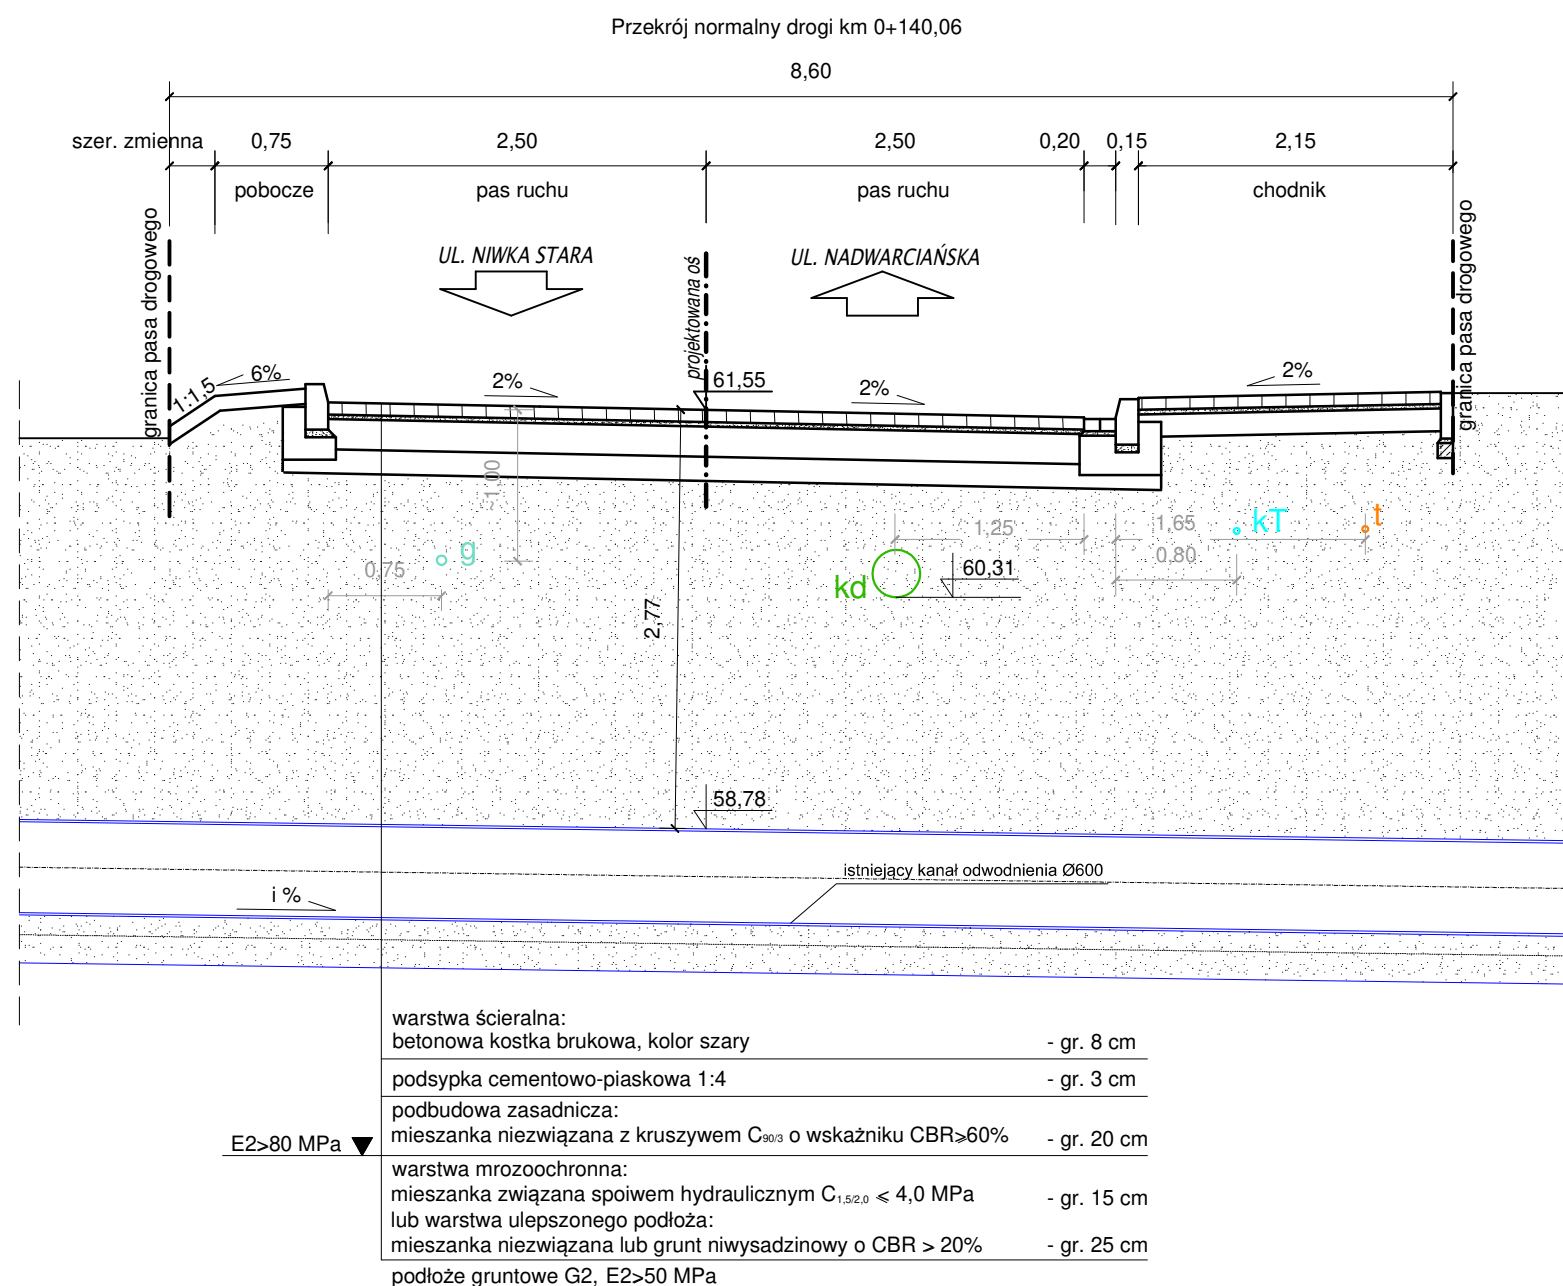 Przekrój normalny drogi km 0+140,06
8,60
szer. zmienna 0,75 2,50 2,50 0,20 0,15 2,15
pobocze pas ruchu pas ruchu chodnik
granica pasa drogowego
UL. NIWKA STARA
projektowana oś
UL. NADWARCIAŃSKA
granica pasa drogowego
1:1,5
6%
2%
61,55
2%
2%
~1,00
g
0,75
kd
1,25
60,31
1,65
0,80
kT
t
2,77
58,78
istniejący kanał odwodnienia Ø600
i %
warstwa ścieralna:
betonowa kostka brukowa, kolor szary - gr. 8 cm
podsypka cementowo-piaskowa 1:4 - gr. 3 cm
podbudowa zasadnicza:
mieszanka niezwiązana z kruszywem C90/3 o wskaźniku CBR⩾60% - gr. 20 cm
E2>80 MPa
warstwa mrozoochronna:
mieszanka związana spoiwem hydraulicznym C1,5/2,0 ⩽ 4,0 MPa - gr. 15 cm
lub warstwa ulepszonego podłoża:
mieszanka niezwiązana lub grunt niwysadzinowy o CBR > 20% - gr. 25 cm
podłoże gruntowe G2, E2>50 MPa